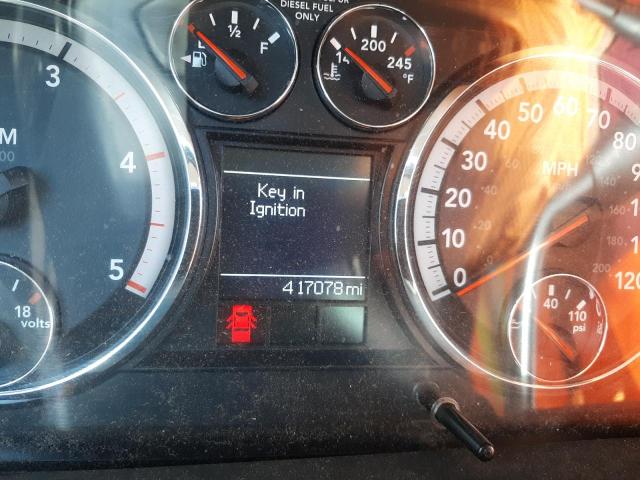 DIESEL FUEL
ONLY
E ½ F
14 200 245
°F
3
4
5
M
18
volts
Key in
Ignition
417078 mi
0 10 20 30 40 50 60 70 80
120
MPH
40 110
psi